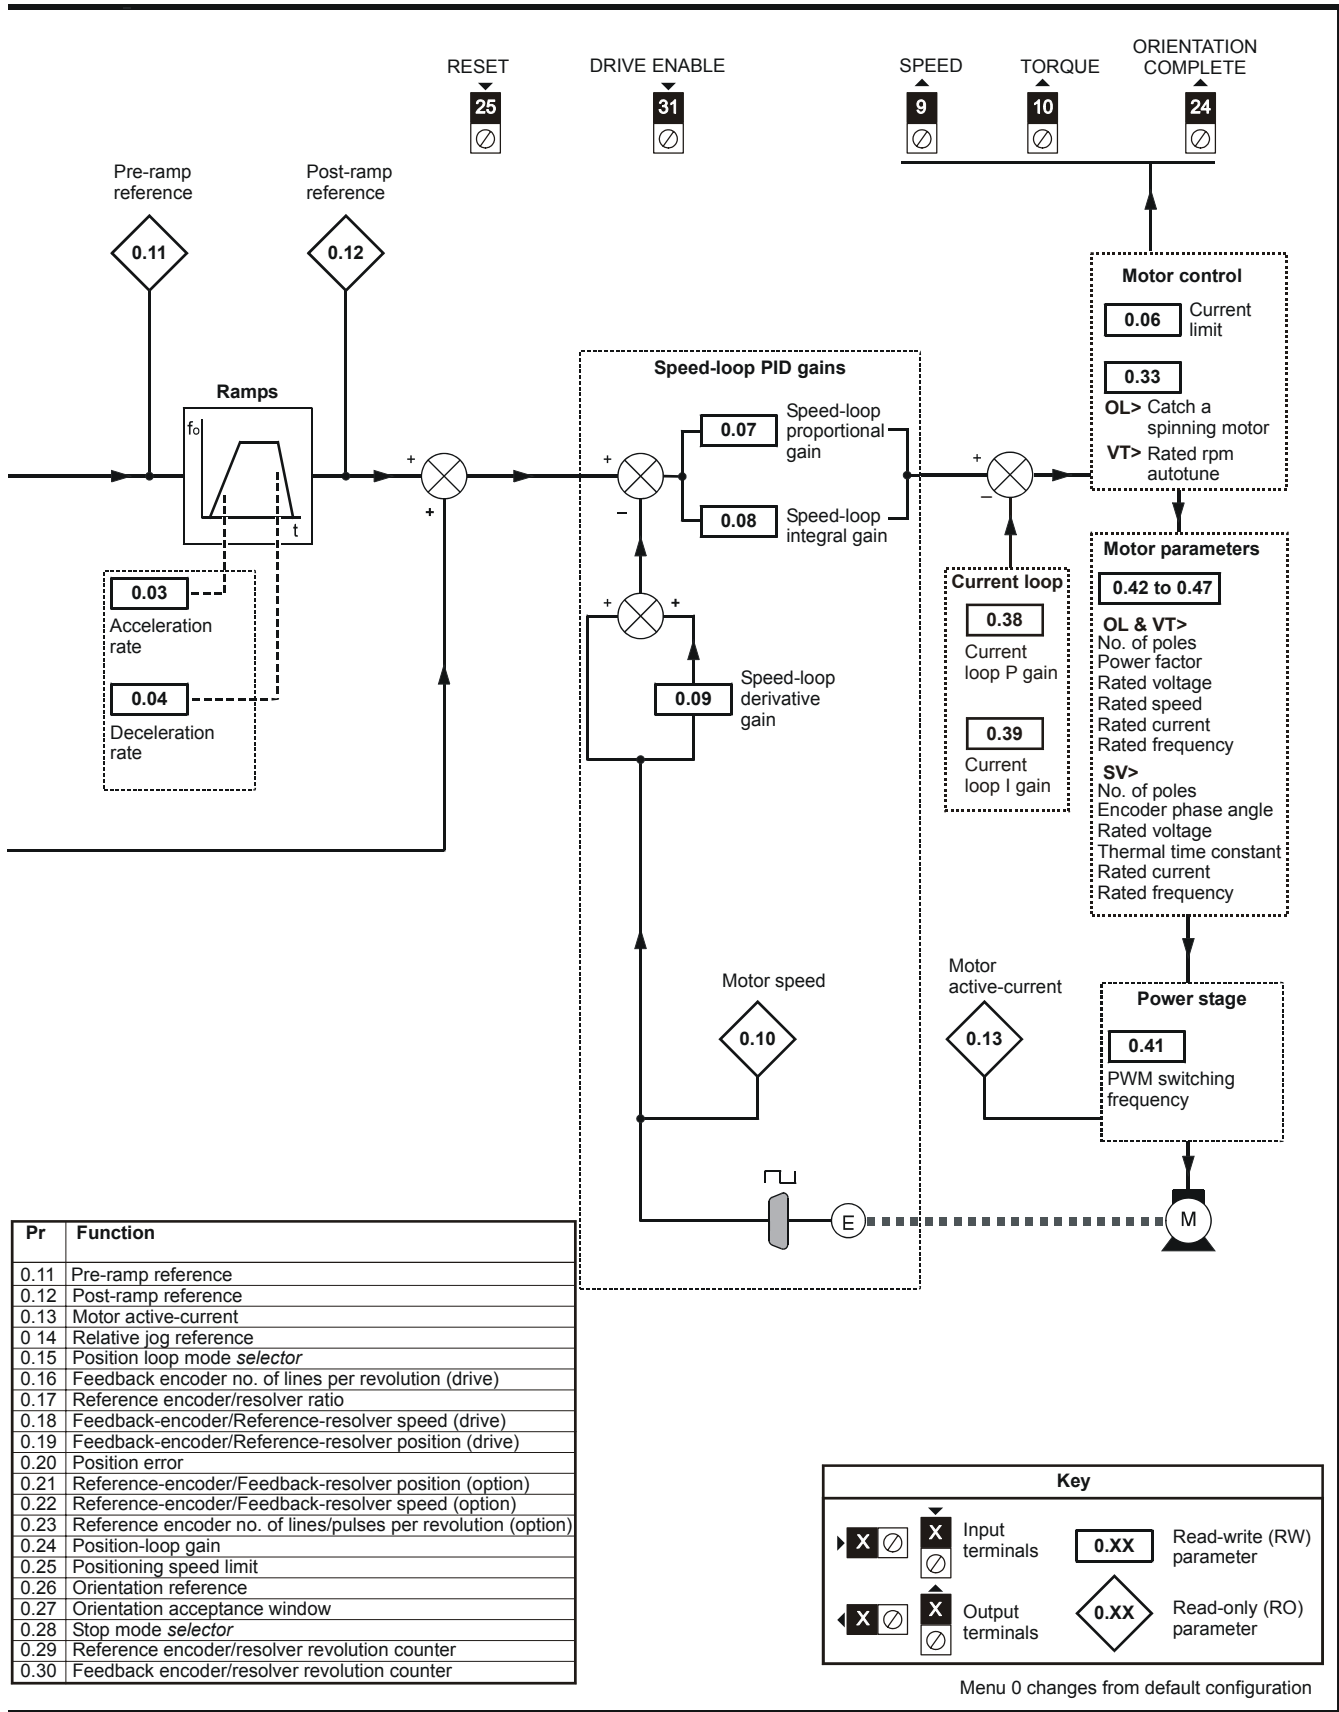 RESET
25
DRIVE ENABLE
31
SPEED
9
TORQUE
10
ORIENTATION
COMPLETE
24
Pre-ramp
reference
0.11
Post-ramp
reference
0.12
Ramps
fo
t
0.03
Acceleration
rate
0.04
Deceleration
rate
+
+
Speed-loop PID gains
+
−
0.07
Speed-loop
proportional
gain
0.08
Speed-loop
integral gain
+
+
0.09
Speed-loop
derivative
gain
Motor speed
0.10
E
+
−
Current loop
0.38
Current
loop P gain
0.39
Current
loop I gain
Motor control
0.06
Current
limit
0.33
OL> Catch a
spinning motor
VT> Rated rpm
autotune
Motor parameters
0.42 to 0.47
OL & VT>
No. of poles
Power factor
Rated voltage
Rated speed
Rated current
Rated frequency
SV>
No. of poles
Encoder phase angle
Rated voltage
Thermal time constant
Rated current
Rated frequency
Motor
active-current
0.13
Power stage
0.41
PWM switching
frequency
M
Pr Function
0.11 Pre-ramp reference
0.12 Post-ramp reference
0.13 Motor active-current
0 14 Relative jog reference
0.15 Position loop mode selector
0.16 Feedback encoder no. of lines per revolution (drive)
0.17 Reference encoder/resolver ratio
0.18 Feedback-encoder/Reference-resolver speed (drive)
0.19 Feedback-encoder/Reference-resolver position (drive)
0.20 Position error
0.21 Reference-encoder/Feedback-resolver position (option)
0.22 Reference-encoder/Feedback-resolver speed (option)
0.23 Reference encoder no. of lines/pulses per revolution (option)
0.24 Position-loop gain
0.25 Positioning speed limit
0.26 Orientation reference
0.27 Orientation acceptance window
0.28 Stop mode selector
0.29 Reference encoder/resolver revolution counter
0.30 Feedback encoder/resolver revolution counter
Key
X
X
Input
terminals
0.XX
Read-write (RW)
parameter
X
X
Output
terminals
0.XX
Read-only (RO)
parameter
Menu 0 changes from default configuration